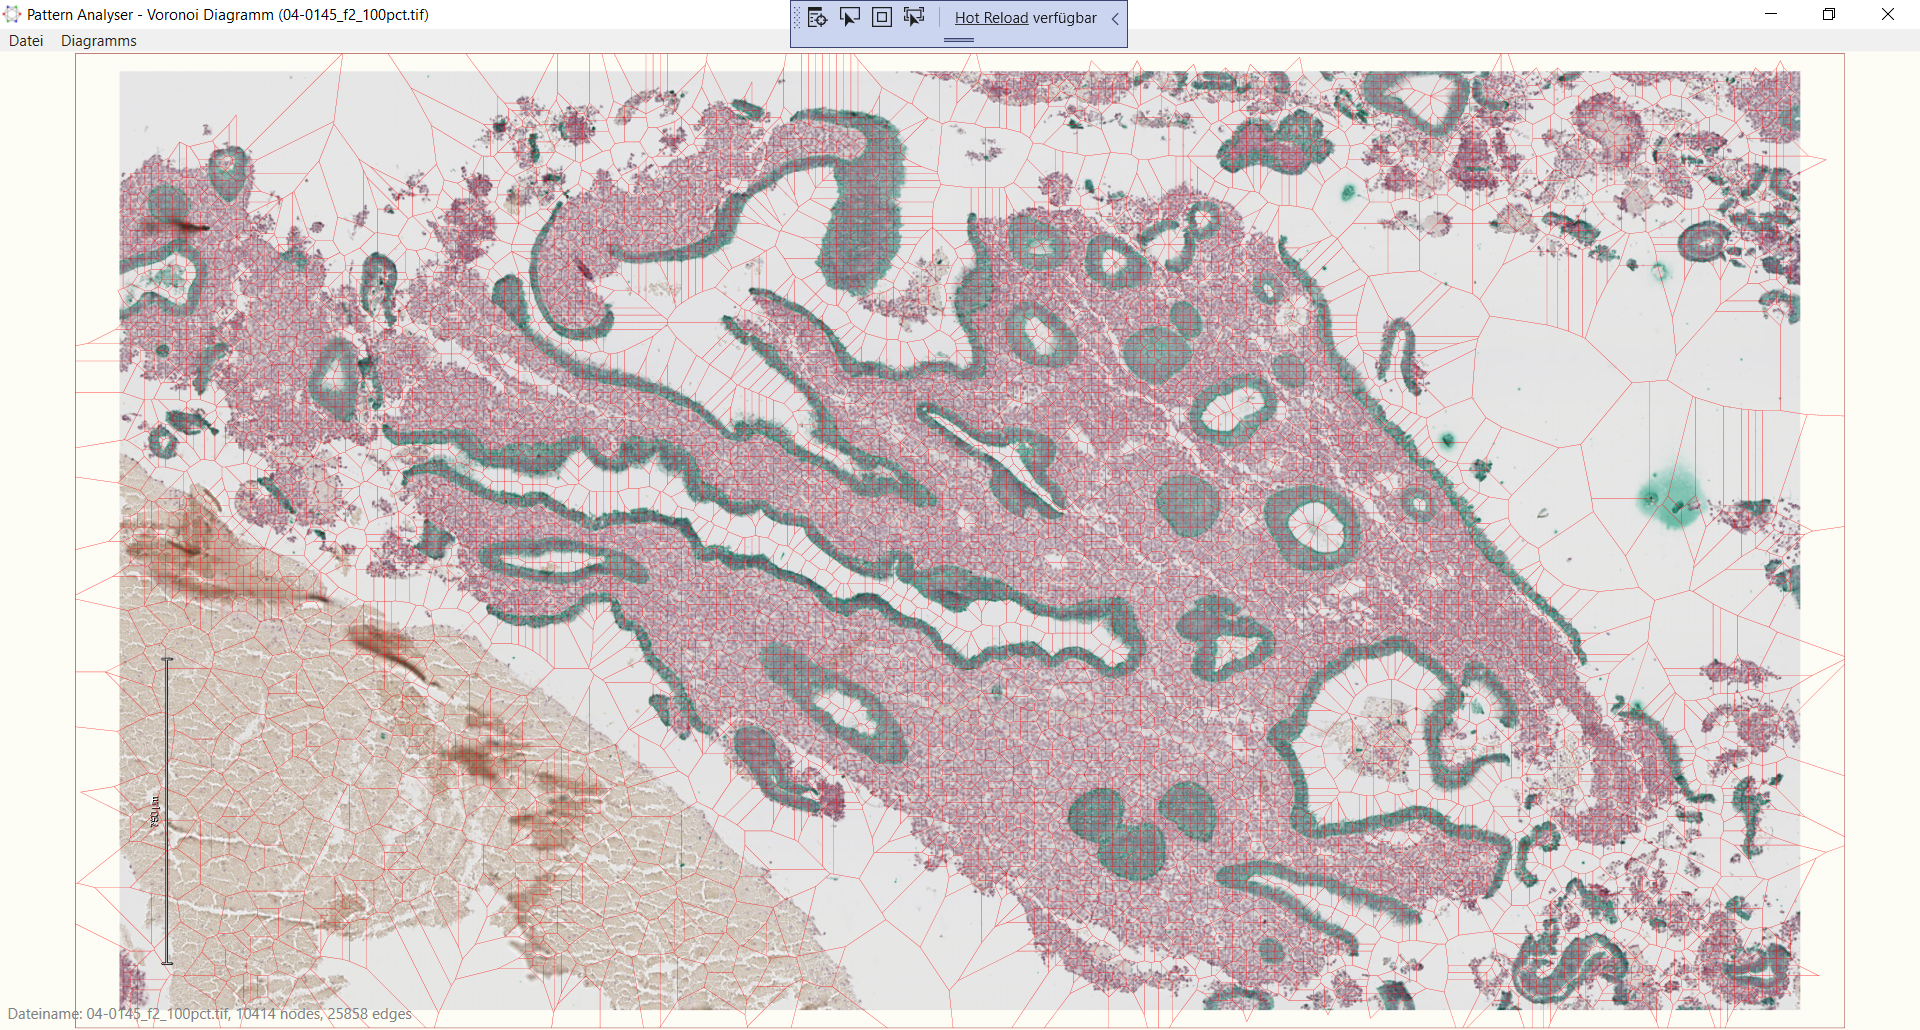 Pattern Analyser - Voronoi Diagramm (04-0145_f2_100pct.tif)
Hot Reload verfügbar
Datei Diagramms
Dateiname: 04-0145_f2_100pct.tif, 10414 nodes, 25858 edges